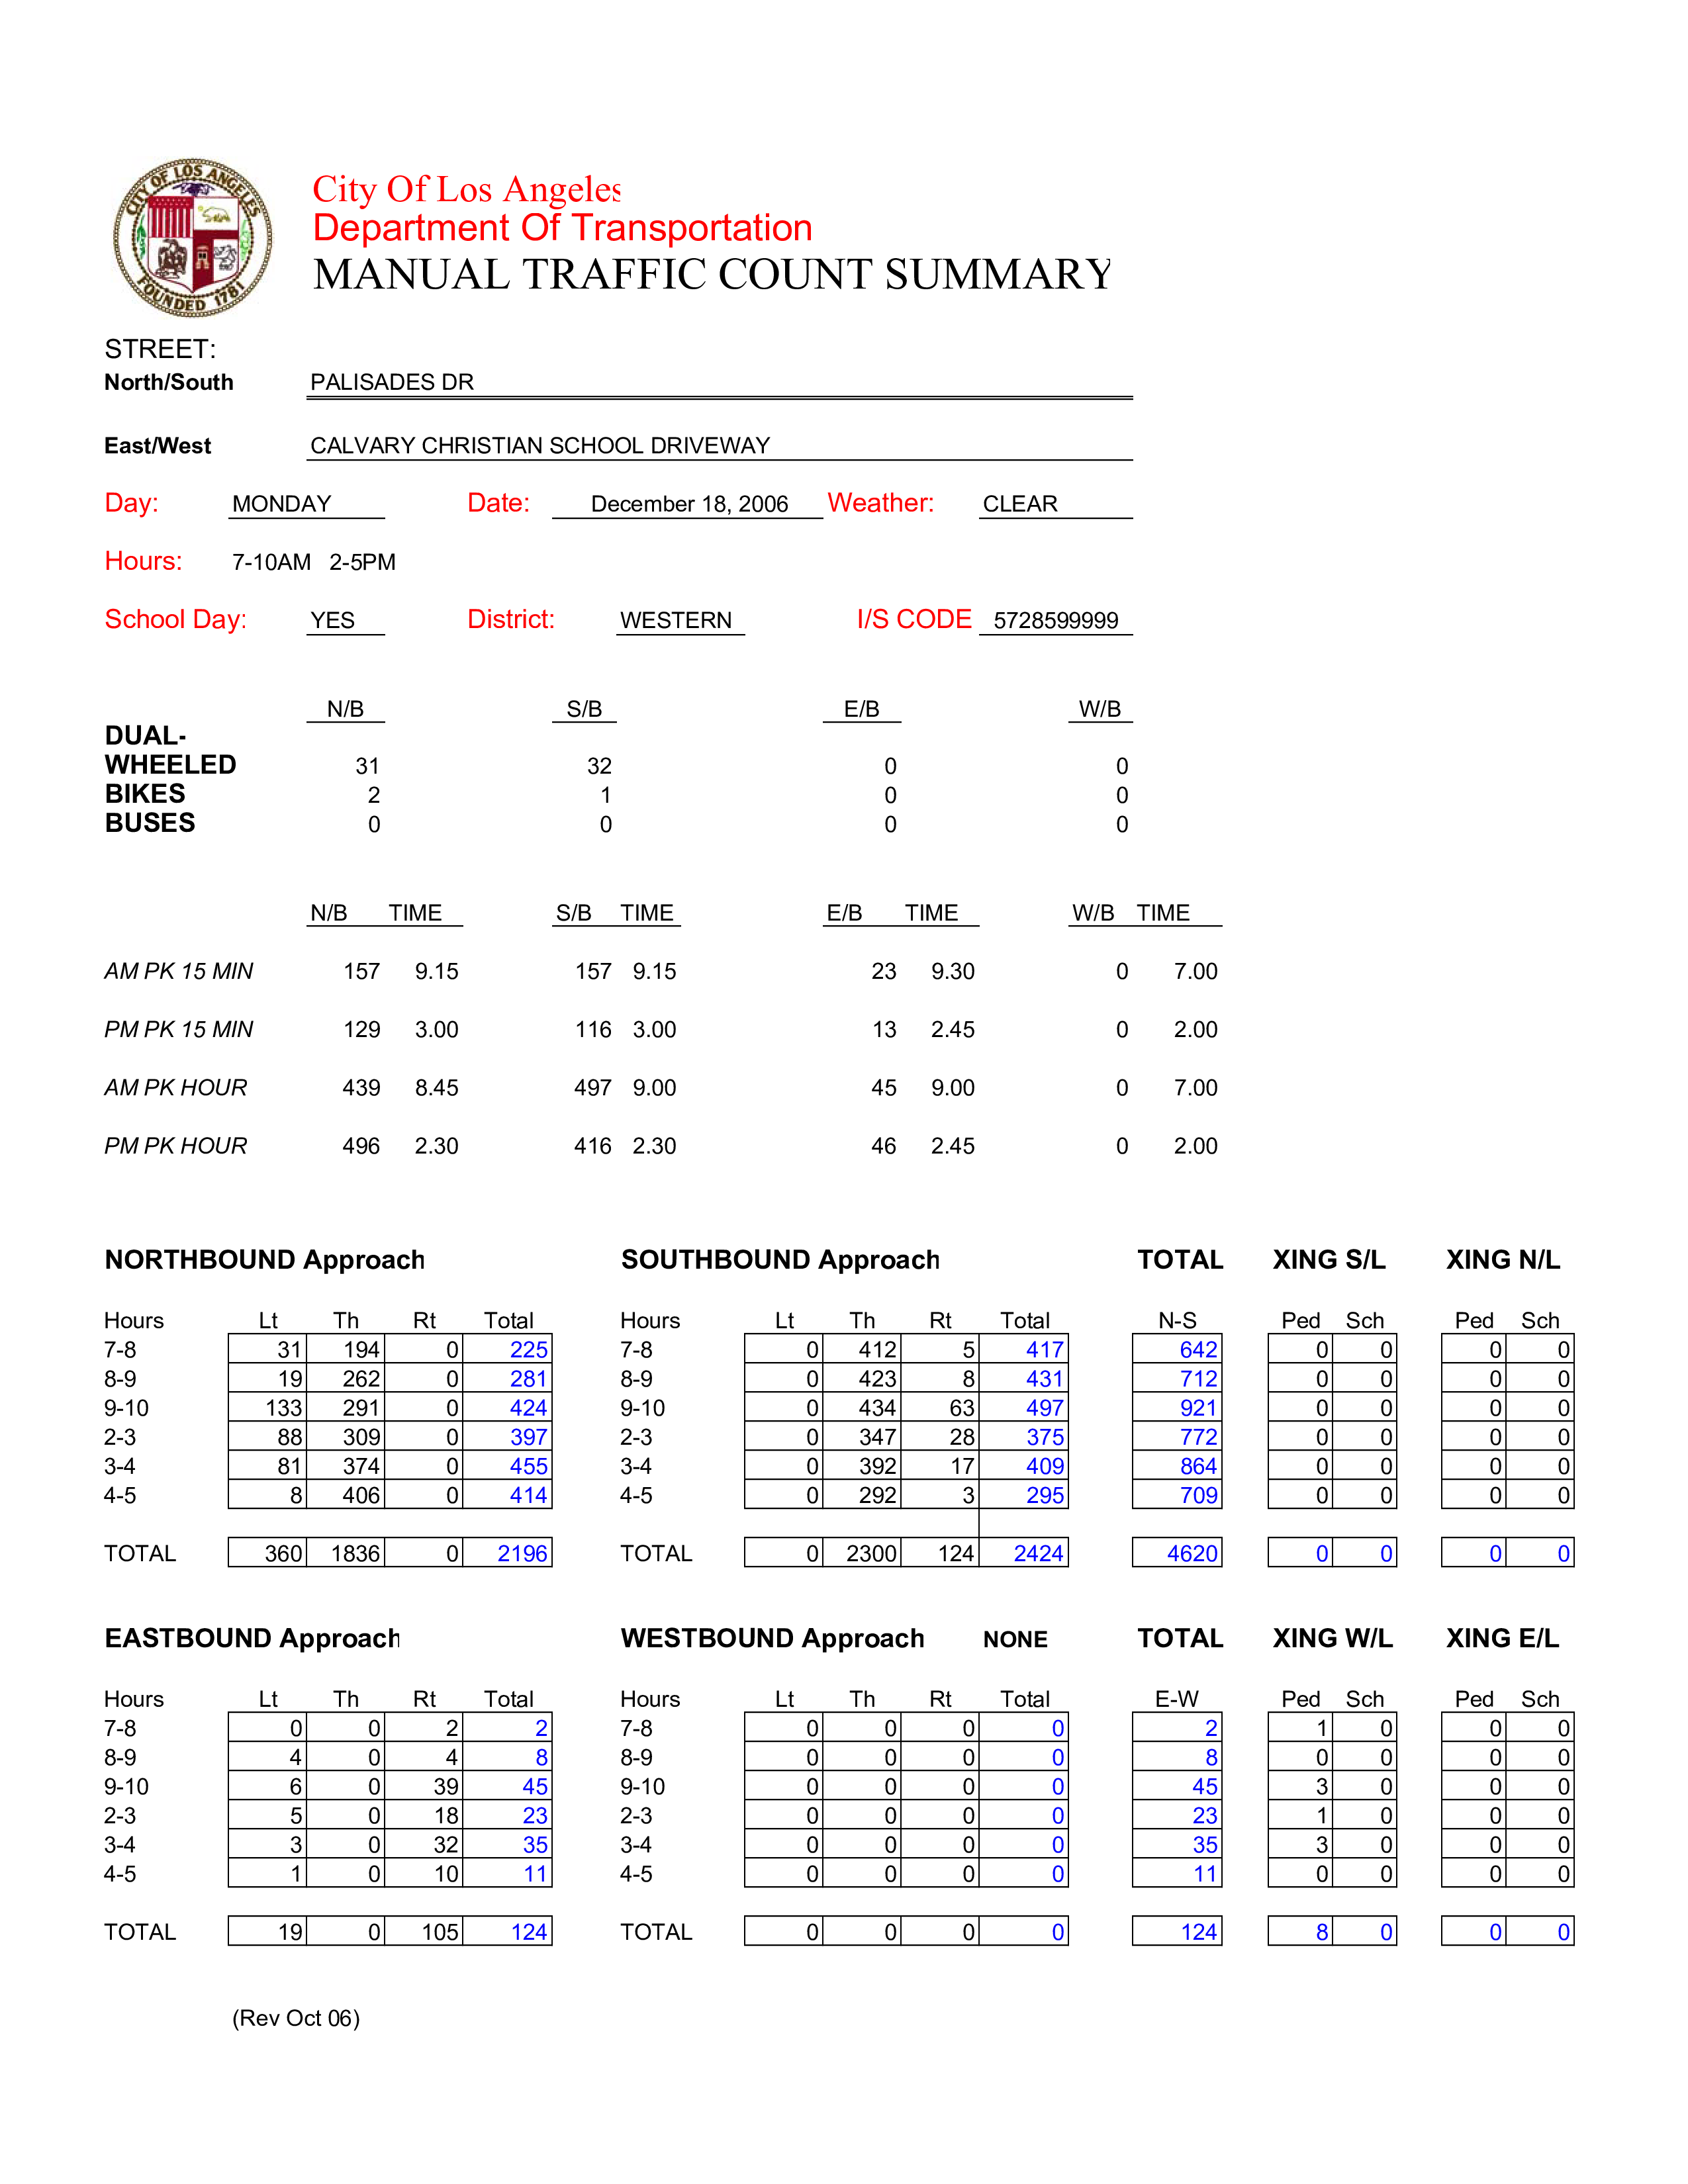 CITY OF LOS ANGELES
FOUNDED 1781
City Of Los Angeles
Department Of Transportation
MANUAL TRAFFIC COUNT SUMMARY
STREET:
North/South PALISADES DR
East/West CALVARY CHRISTIAN SCHOOL DRIVEWAY
Day: MONDAY Date: December 18, 2006 Weather: CLEAR
Hours: 7-10AM 2-5PM
School Day: YES District: WESTERN I/S CODE 5728599999
N/B S/B E/B W/B
DUAL-
WHEELED 31 32 0 0
BIKES 2 1 0 0
BUSES 0 0 0 0
N/B TIME S/B TIME E/B TIME W/B TIME
AM PK 15 MIN 157 9.15 157 9.15 23 9.30 0 7.00
PM PK 15 MIN 129 3.00 116 3.00 13 2.45 0 2.00
AM PK HOUR 439 8.45 497 9.00 45 9.00 0 7.00
PM PK HOUR 496 2.30 416 2.30 46 2.45 0 2.00
NORTHBOUND Approach SOUTHBOUND Approach TOTAL XING S/L XING N/L
Hours Lt Th Rt Total Hours Lt Th Rt Total N-S Ped Sch Ped Sch
7-8 31 194 0 225 7-8 0 412 5 417 642 0 0 0 0
8-9 19 262 0 281 8-9 0 423 8 431 712 0 0 0 0
9-10 133 291 0 424 9-10 0 434 63 497 921 0 0 0 0
2-3 88 309 0 397 2-3 0 347 28 375 772 0 0 0 0
3-4 81 374 0 455 3-4 0 392 17 409 864 0 0 0 0
4-5 8 406 0 414 4-5 0 292 3 295 709 0 0 0 0
TOTAL 360 1836 0 2196 TOTAL 0 2300 124 2424 4620 0 0 0 0
EASTBOUND Approach WESTBOUND Approach NONE TOTAL XING W/L XING E/L
Hours Lt Th Rt Total Hours Lt Th Rt Total E-W Ped Sch Ped Sch
7-8 0 0 2 2 7-8 0 0 0 0 2 1 0 0 0
8-9 4 0 4 8 8-9 0 0 0 0 8 0 0 0 0
9-10 6 0 39 45 9-10 0 0 0 0 45 3 0 0 0
2-3 5 0 18 23 2-3 0 0 0 0 23 1 0 0 0
3-4 3 0 32 35 3-4 0 0 0 0 35 3 0 0 0
4-5 1 0 10 11 4-5 0 0 0 0 11 0 0 0 0
TOTAL 19 0 105 124 TOTAL 0 0 0 0 124 8 0 0 0
(Rev Oct 06)